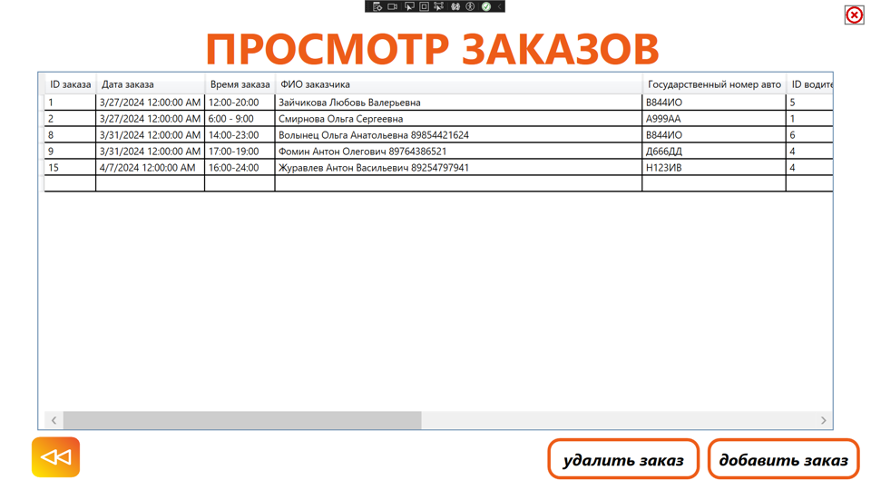 ПРОСМОТР ЗАКАЗОВ
ID заказа Дата заказа Время заказа ФИО заказчика Государственный номер авто ID водите
1 3/27/2024 12:00:00 AM 12:00-20:00 Зайчикова Любовь Валерьевна В844ИО 5
2 3/27/2024 12:00:00 AM 6:00 - 9:00 Смирнова Ольга Сергеевна А999АА 1
8 3/31/2024 12:00:00 AM 14:00-23:00 Волынец Ольга Анатольевна 89854421624 В844ИО 6
9 3/31/2024 12:00:00 AM 17:00-19:00 Фомин Антон Олегович 89764386521 Д666ДД 4
15 4/7/2024 12:00:00 AM 16:00-24:00 Журавлев Антон Васильевич 89254797941 Н123ИВ 4
удалить заказ добавить заказ